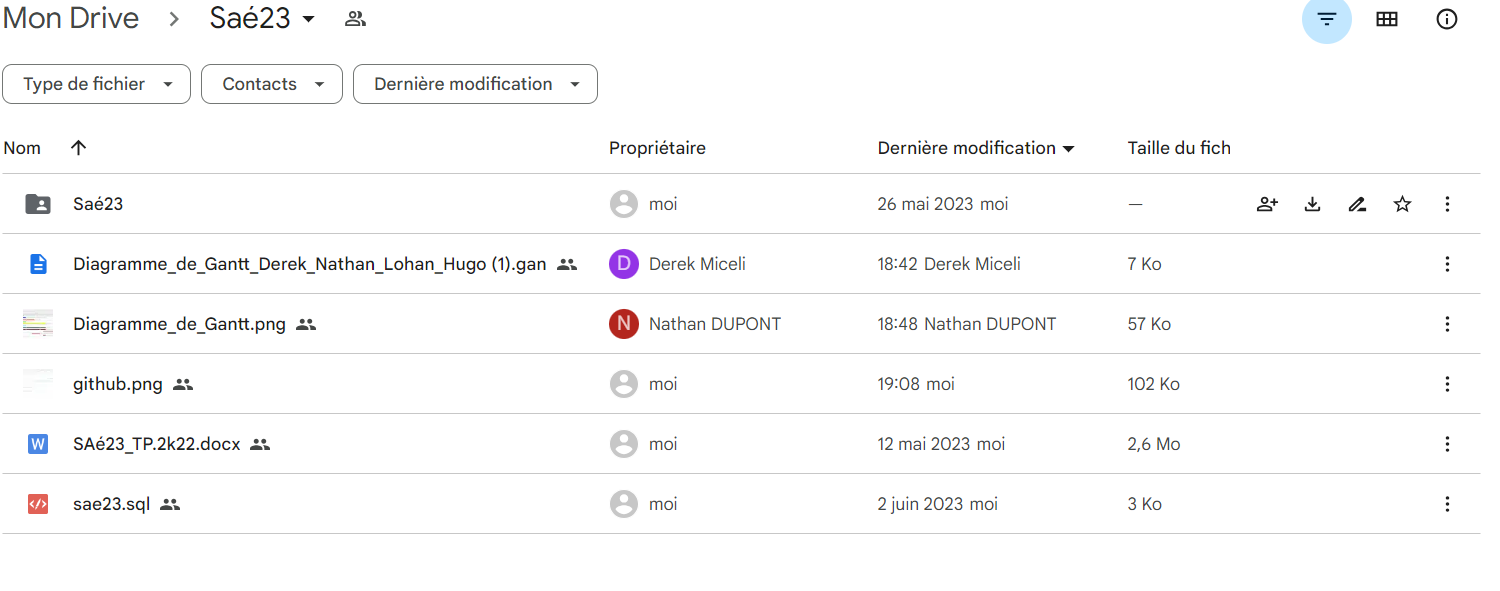 Mon Drive > Saé23
Type de fichier Contacts Dernière modification
Nom Propriétaire Dernière modification Taille du fich
Saé23 moi 26 mai 2023 moi —
Diagramme_de_Gantt_Derek_Nathan_Lohan_Hugo (1).gan D Derek Miceli 18:42 Derek Miceli 7 Ko
Diagramme_de_Gantt.png N Nathan DUPONT 18:48 Nathan DUPONT 57 Ko
github.png moi 19:08 moi 102 Ko
W SAé23_TP.2k22.docx moi 12 mai 2023 moi 2,6 Mo
sae23.sql moi 2 juin 2023 moi 3 Ko